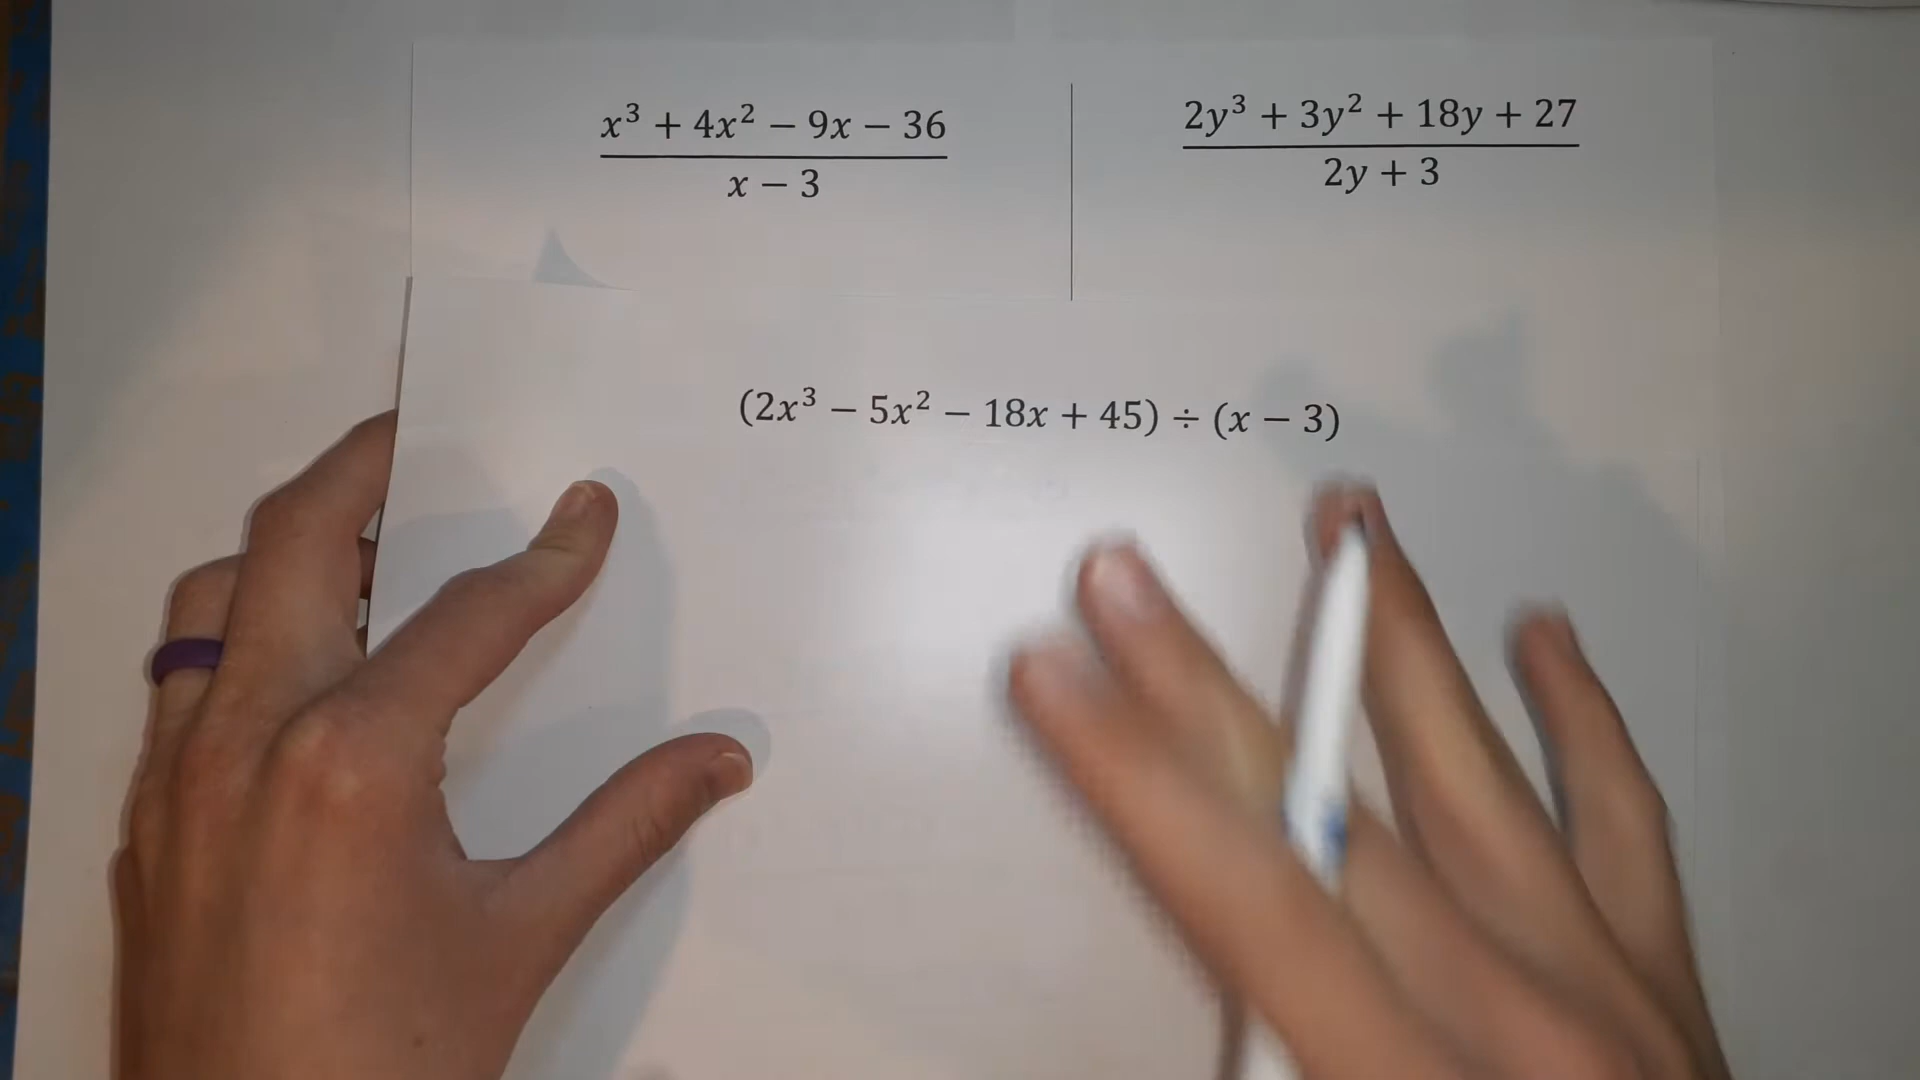 x³ + 4x² − 9x − 36
x − 3
2y³ + 3y² + 18y + 27
2y + 3
(2x³ − 5x² − 18x + 45) ÷ (x − 3)